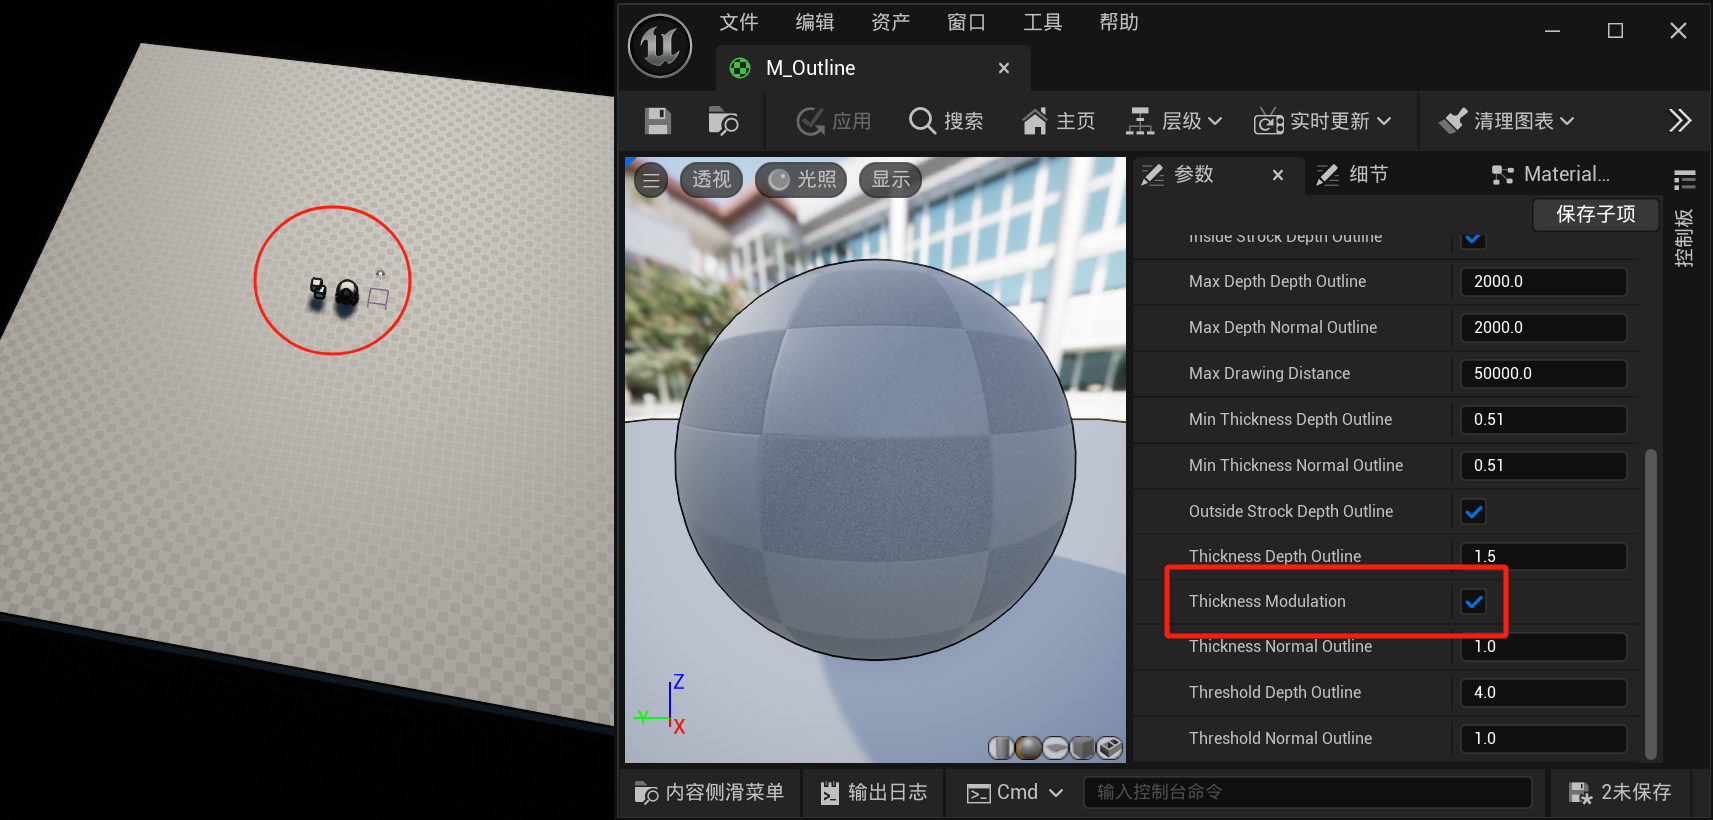 文件 编辑 资产 窗口 工具 帮助
M_Outline
应用 搜索 主页 层级 实时更新 清理图表
透视 光照 显示
参数 细节 Material...
保存子项
控制板
Inside Strock Depth Outline
Max Depth Depth Outline 2000.0
Max Depth Normal Outline 2000.0
Max Drawing Distance 50000.0
Min Thickness Depth Outline 0.51
Min Thickness Normal Outline 0.51
Outside Strock Depth Outline
Thickness Depth Outline 1.5
Thickness Modulation
Thickness Normal Outline 1.0
Threshold Depth Outline 4.0
Threshold Normal Outline 1.0
Z
Y
X
内容侧滑菜单 输出日志 Cmd 输入控制台命令 2未保存